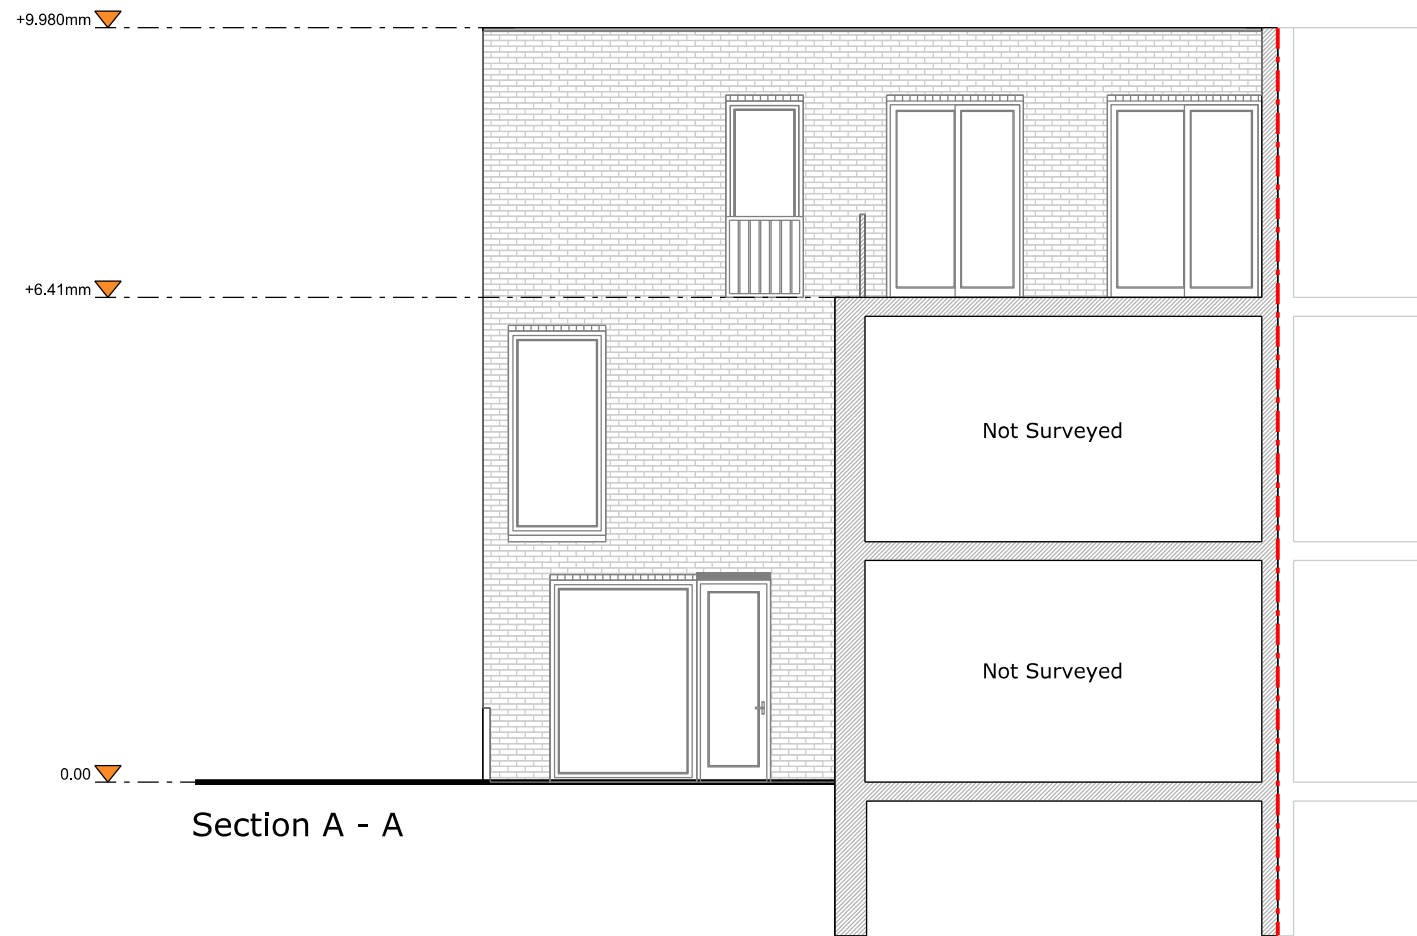 +9.980mm
+6.41mm
Not Surveyed
Not Surveyed
0.00
Section A - A